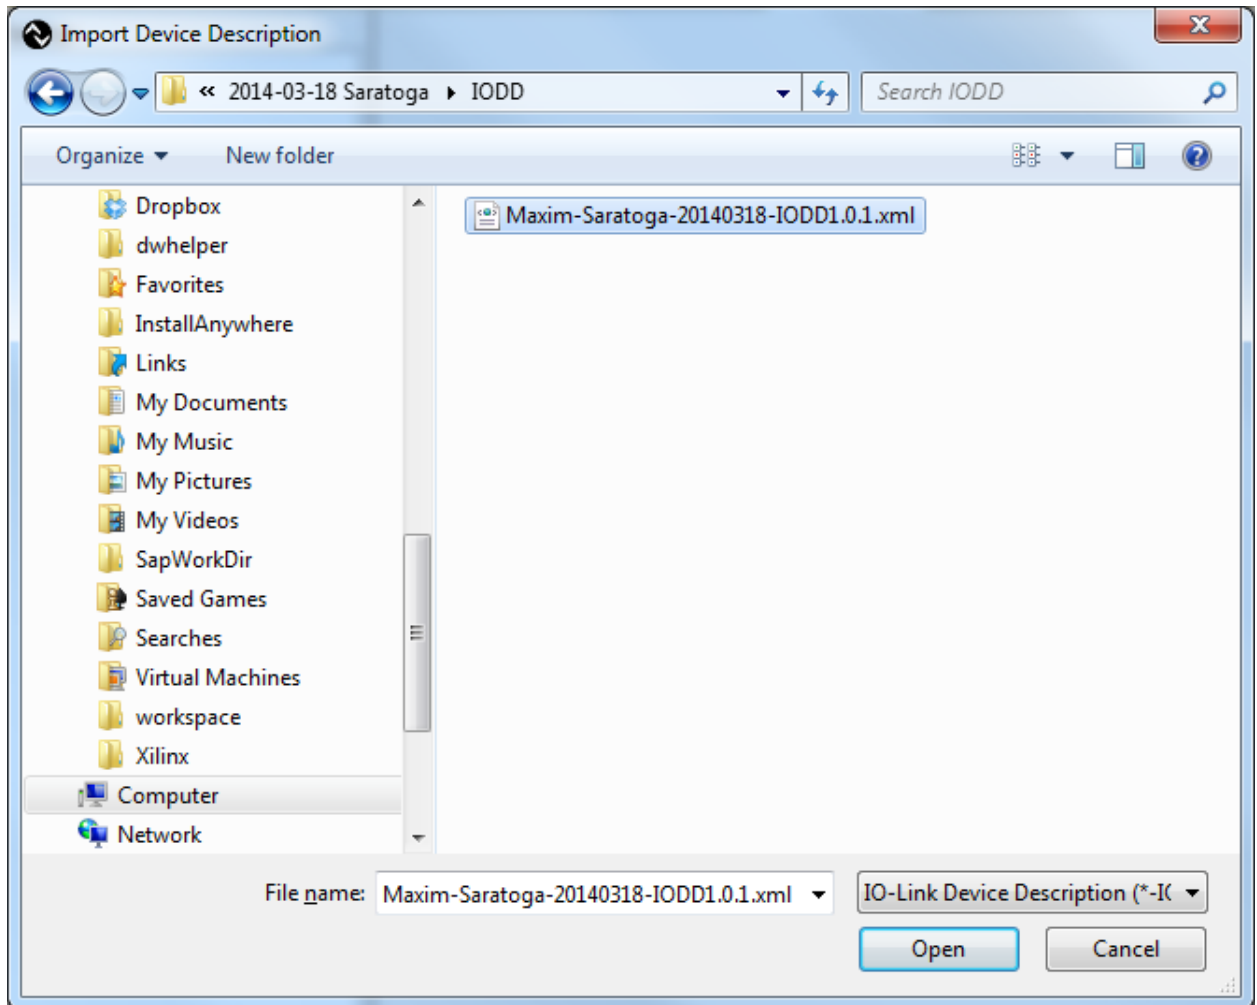 Import Device Description
« 2014-03-18 Saratoga ▸ IODD
Search IODD
Organize
New folder
Dropbox
dwhelper
Favorites
InstallAnywhere
Links
My Documents
My Music
My Pictures
My Videos
SapWorkDir
Saved Games
Searches
Virtual Machines
workspace
Xilinx
Computer
Network
Maxim-Saratoga-20140318-IODD1.0.1.xml
File name: Maxim-Saratoga-20140318-IODD1.0.1.xml
IO-Link Device Description (*-I
Open
Cancel